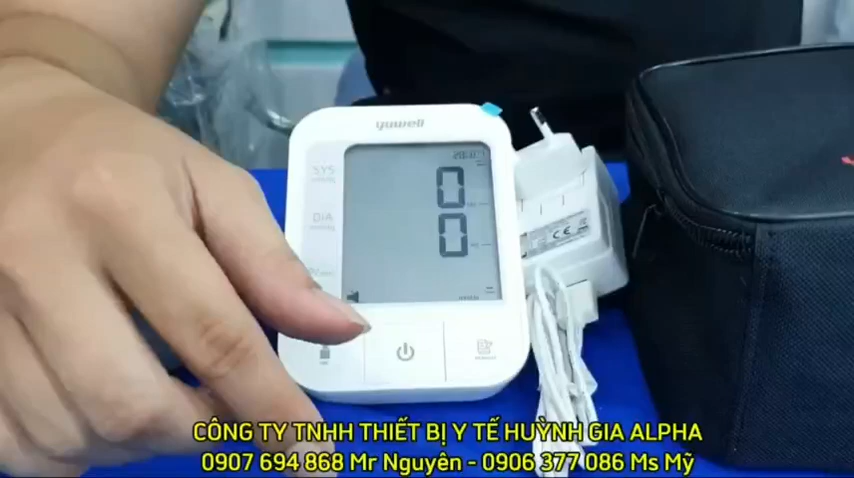 yuwell
SYS
DIA
0
0
CE
CÔNG TY TNHH THIẾT BỊ Y TẾ HUỲNH GIA ALPHA
0907 694 868 Mr Nguyên - 0906 377 086 Ms Mỹ